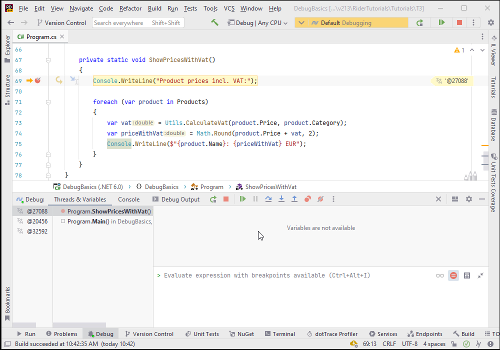 File Edit View Navigate Code Refactor Build Run Tests Tools VCS Window Help
DebugBasics
Version Control
Search everywhere (Shift+Shift)
Debug | Any CPU
Default Debugging
Explorer
Structure
Bookmarks
Program.cs
1
IL Viewer
Tutorials
Database
Unit Tests Coverage
66
67 private static void ShowPricesWithVat()
68 {
69 Console.WriteLine("Product prices incl. VAT:"); '@27088'
70
71 foreach (var product in Products)
72 {
73 var vat:double = Utils.CalculateVat(product.Price, product.Category);
74 var priceWithVat:double = Math.Round(product.Price + vat, 2);
75 Console.WriteLine($"{product.Name}: {priceWithVat} EUR");
76 }
77 }
78 }
DebugBasics (.NET 6.0) DebugBasics Program ShowPricesWithVat
Debug Threads & Variables Console Debug Output
@27088 Program.ShowPricesWithVat()
@20456 Program.Main() in DebugBasics,
@32592
Variables are not available
> Evaluate expression with breakpoints available (Ctrl+Alt+I)
Run Problems Debug Version Control Unit Tests NuGet Terminal dotTrace Profiler Services Endpoints Build TODO
Build succeeded at 10:42:35 AM (today 10:42) 69:13 CRLF UTF-8 4 spaces